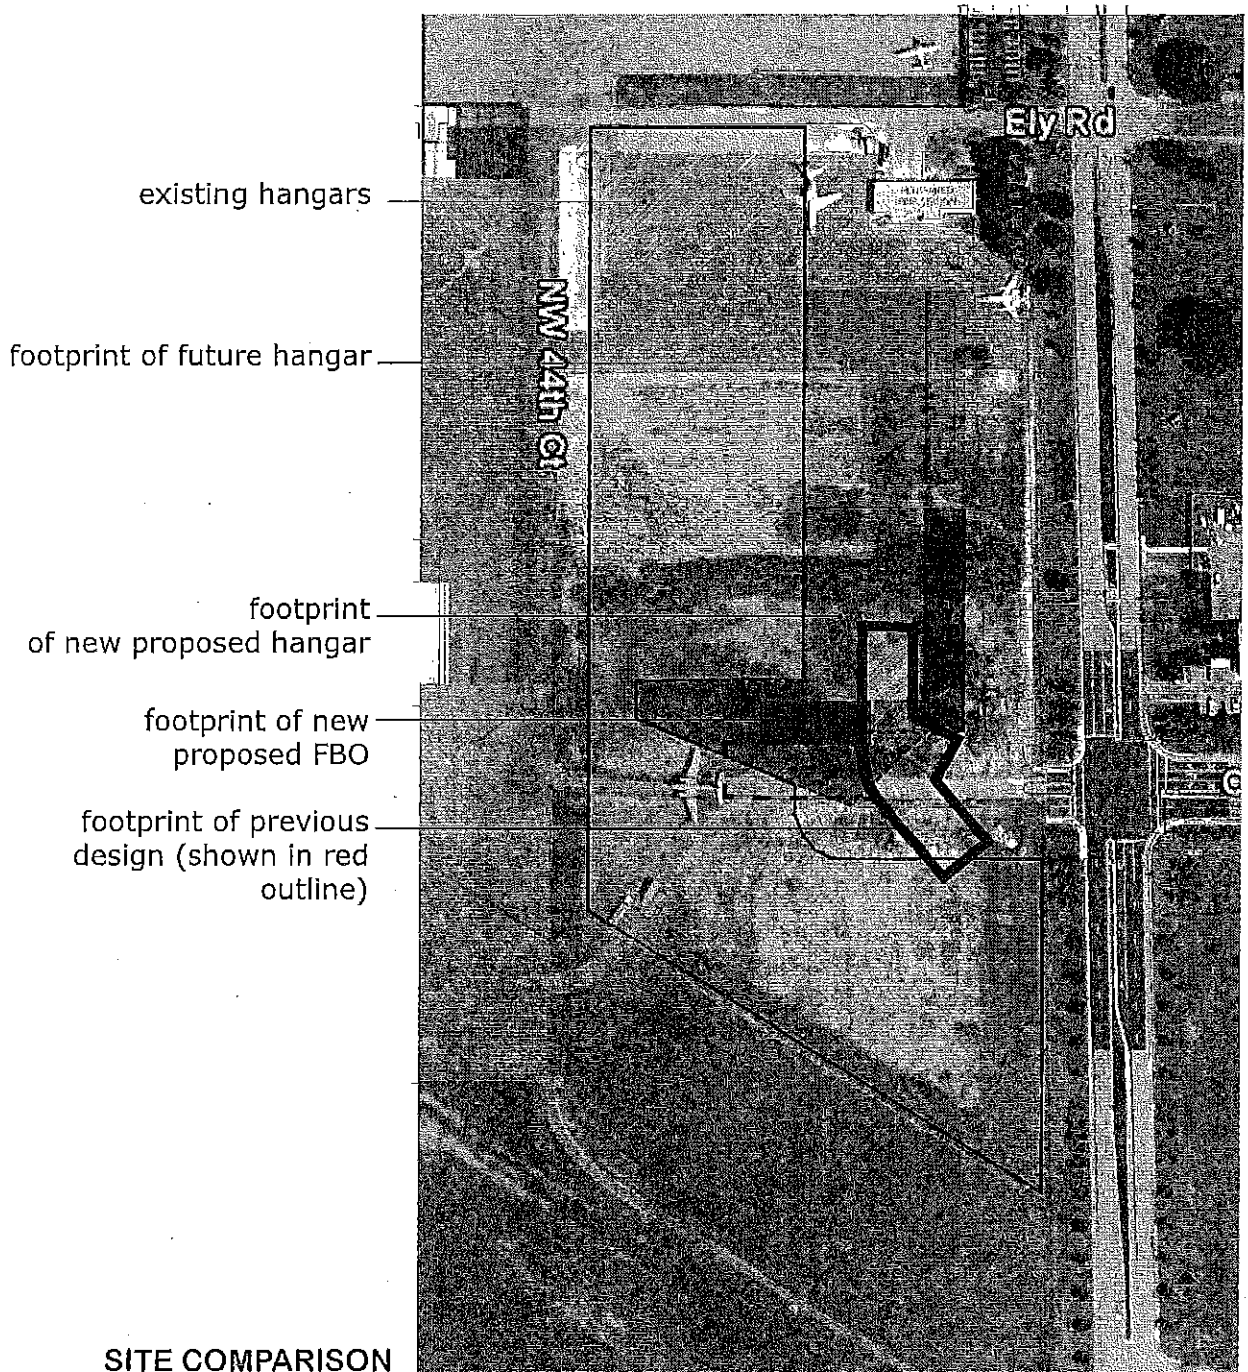 Ely Rd
existing hangars
NW 44th Ct
footprint of future hangar
footprint
of new proposed hangar
footprint of new
proposed FBO
footprint of previous
design (shown in red
outline)
SITE COMPARISON